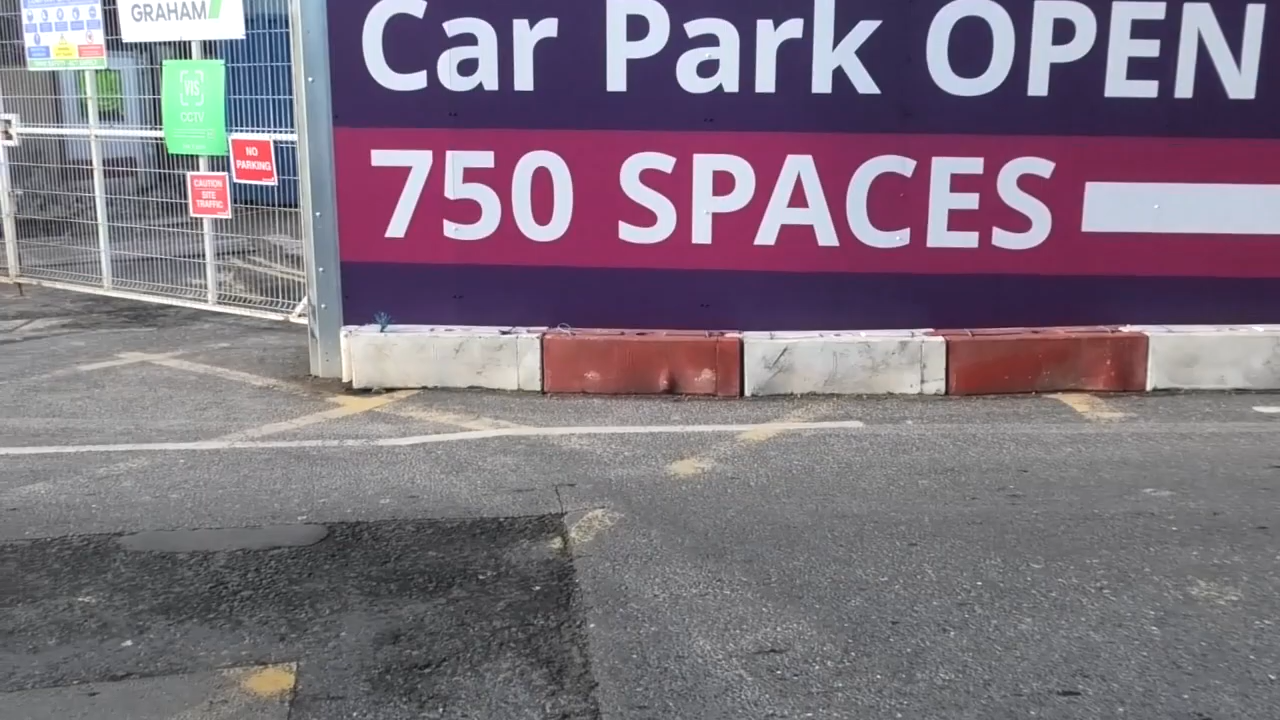 GRAHAM
CCTV
NO
PARKING
CAUTION
SITE
TRAFFIC
Car Park OPEN
750 SPACES